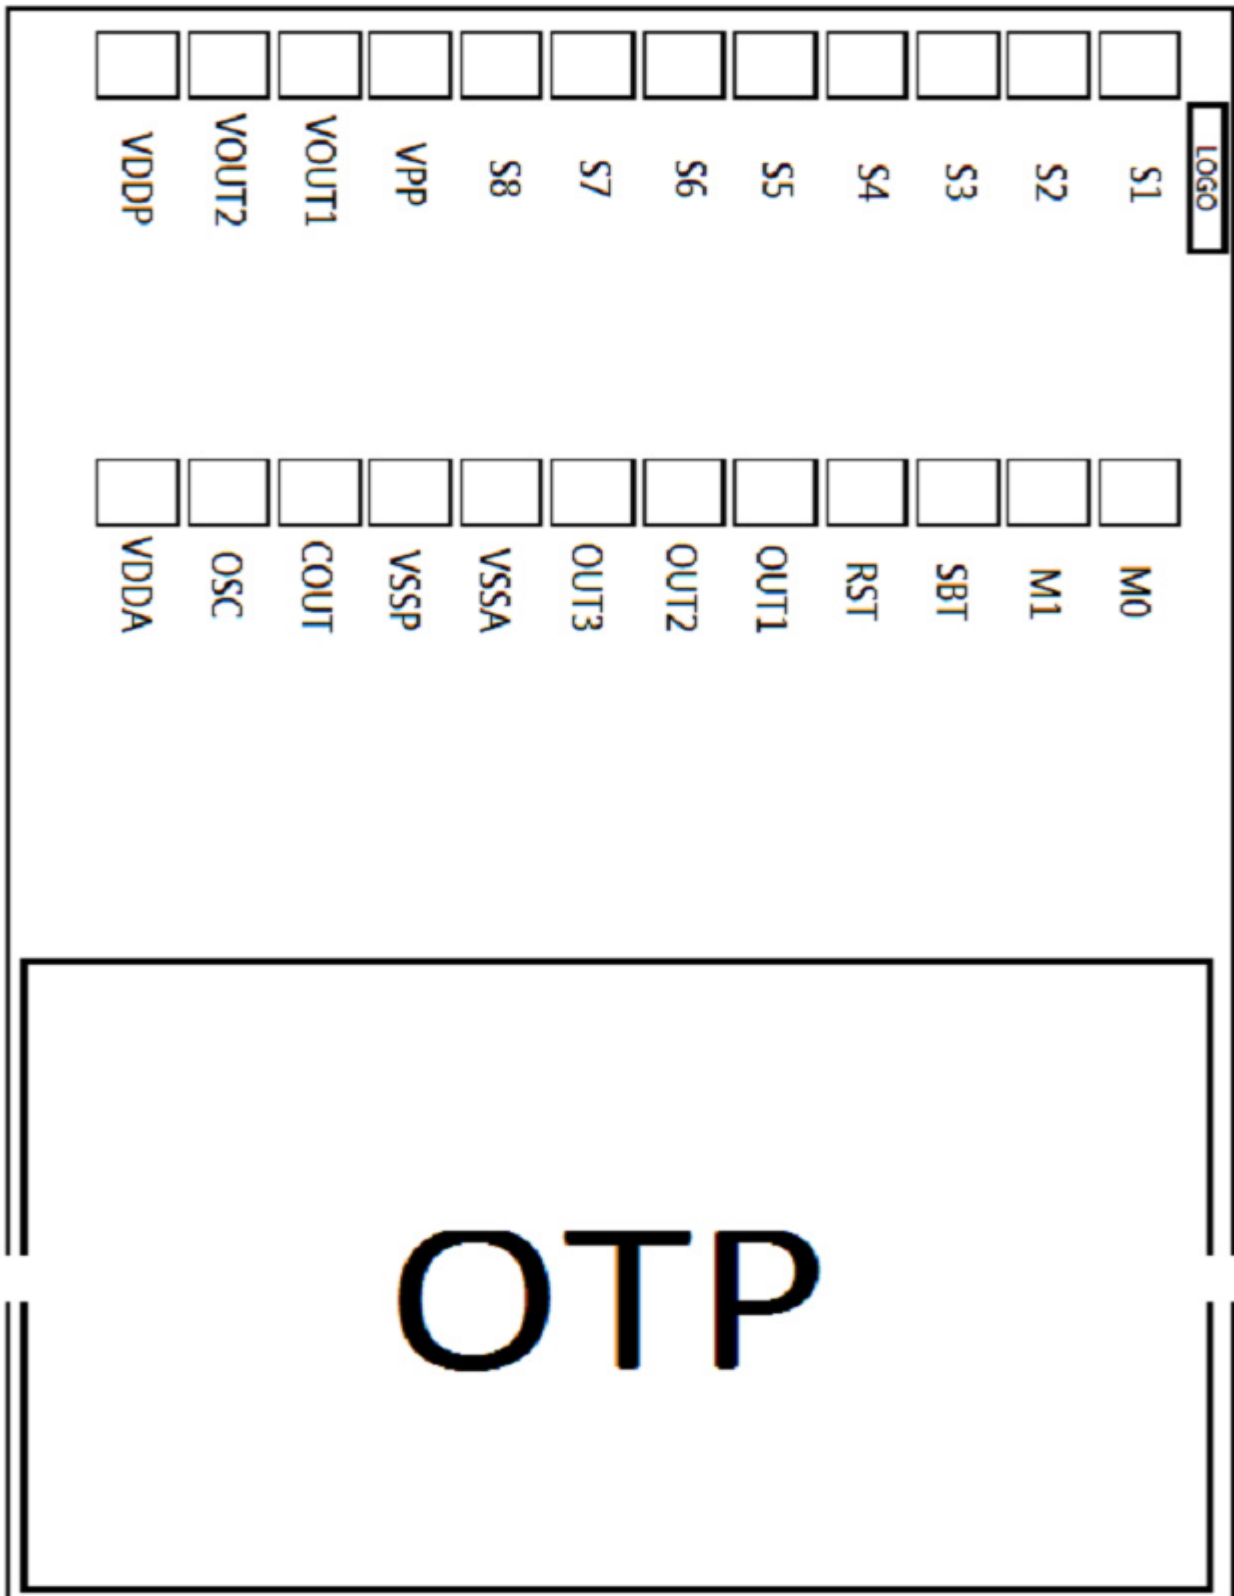 VDDP VOUT2 VOUT1 VPP S8 S7 S6 S5 S4 S3 S2 S1 LOGO
VDDA OSC COUT VSSP VSSA OUT3 OUT2 OUT1 RST SBT M1 M0
OTP